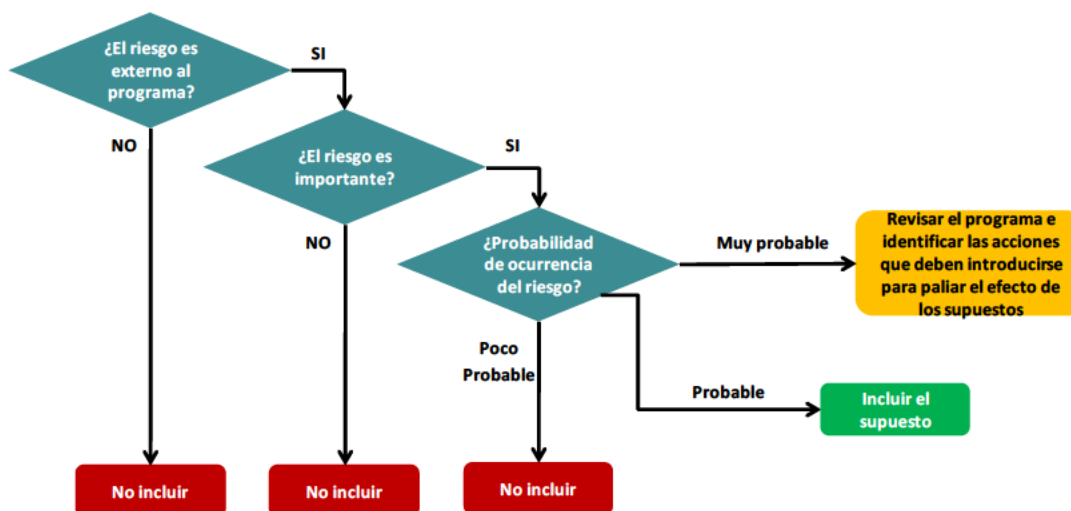 ¿El riesgo es
externo al
programa?
SI
NO
¿El riesgo es
importante?
SI
NO
¿Probabilidad
de ocurrencia
del riesgo?
Muy probable
Revisar el programa e
identificar las acciones
que deben introducirse
para paliar el efecto de
los supuestos
Poco
Probable
Probable
Incluir el
supuesto
No incluir
No incluir
No incluir